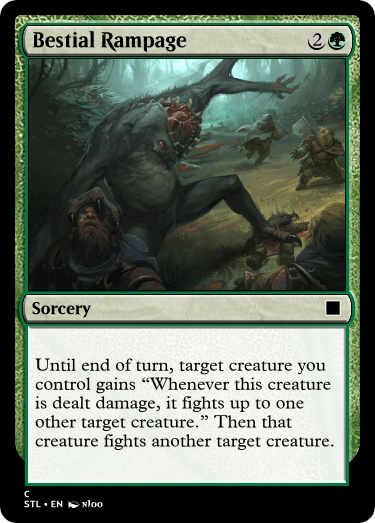 Bestial Rampage 2
Sorcery
Until end of turn, target creature you
control gains “Whenever this creature
is dealt damage, it fights up to one
other target creature.” Then that
creature fights another target creature.
C
STL • EN nloo